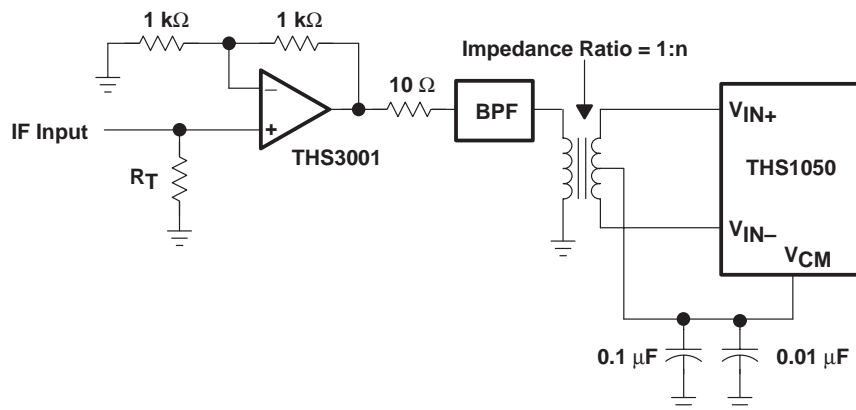 1 kΩ
1 kΩ
Impedance Ratio = 1:n
10 Ω
−
BPF
VIN+
IF Input
+
THS3001
THS1050
RT
VIN−
VCM
0.1 µF
0.01 µF